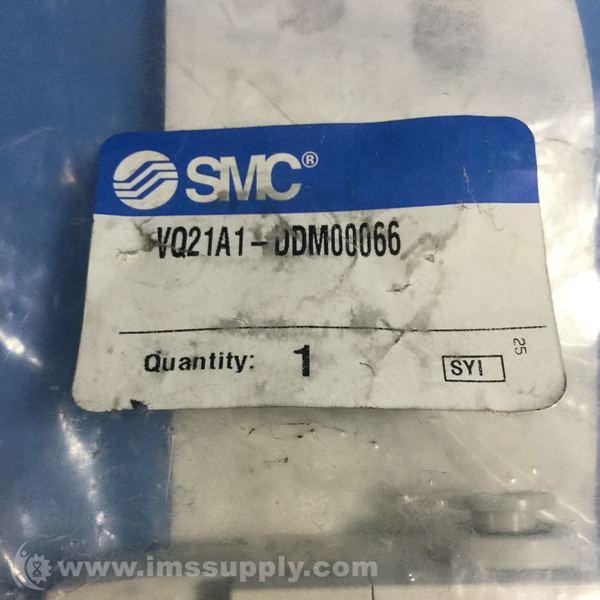 SMC®
VQ21A1-DDM00066
Quantity: 1
SYI
25
www.imssupply.com